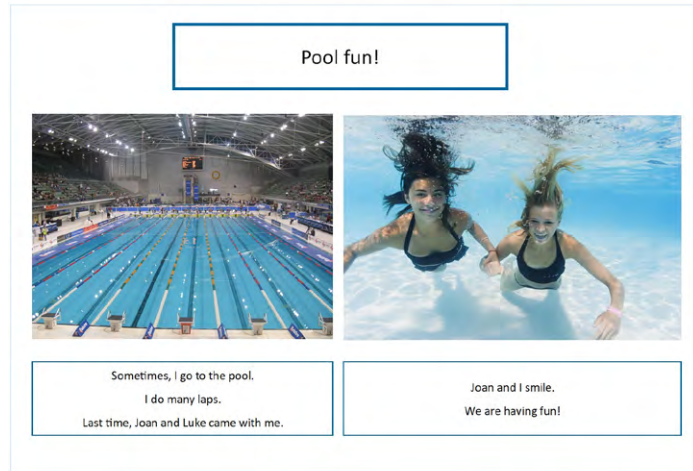 Pool fun!
Sometimes, I go to the pool.
I do many laps.
Last time, Joan and Luke came with me.
Joan and I smile.
We are having fun!